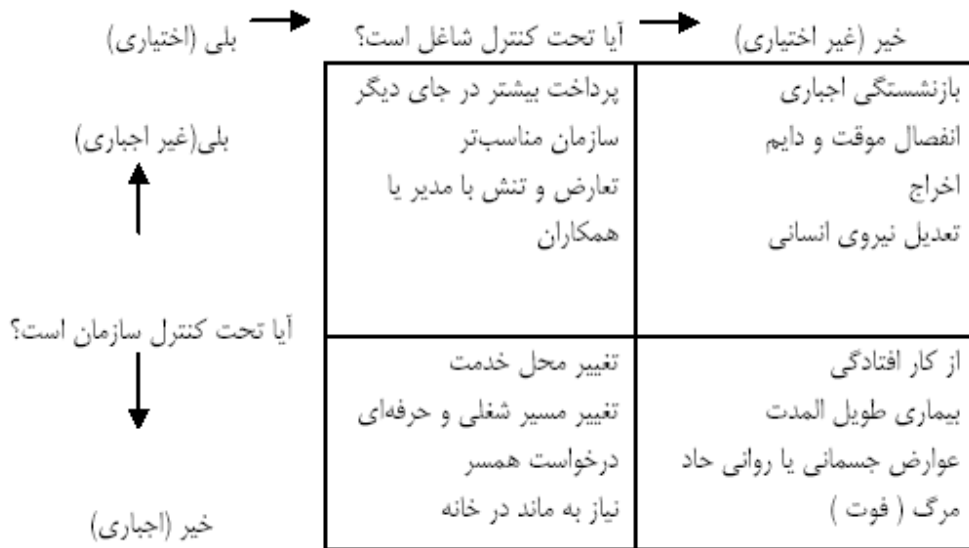 خیر (غیر اختیاری)
آیا تحت کنترل شاغل است؟
بلی (اختیاری)
بازنشستگی اجباری
انفصال موقت و دایم
اخراج
تعدیل نیروی انسانی
پرداخت بیشتر در جای دیگر
سازمان مناسب‌تر
تعارض و تنش با مدیر یا
همکاران
بلی(غیر اجباری)
آیا تحت کنترل سازمان است؟
از کار افتادگی
بیماری طویل المدت
عوارض جسمانی یا روانی حاد
مرگ ( فوت )
تغییر محل خدمت
تغییر مسیر شغلی و حرفه‌ای
درخواست همسر
نیاز به ماند در خانه
خیر (اجباری)